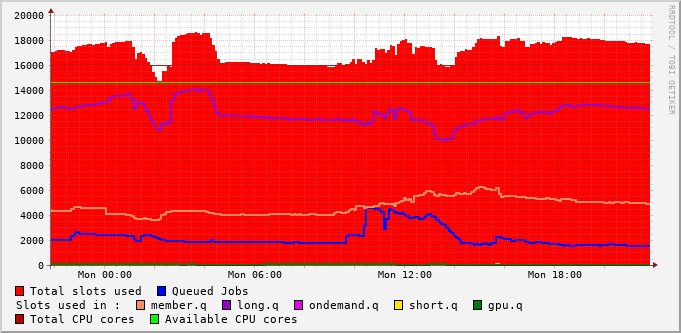 20000
18000
16000
14000
12000
10000
8000
6000
4000
2000
0
Mon 00:00 Mon 06:00 Mon 12:00 Mon 18:00
Total slots used Queued Jobs
Slots used in : member.q long.q ondemand.q short.q gpu.q
Total CPU cores Available CPU cores
RRDTOOL / TOBI OETIKER